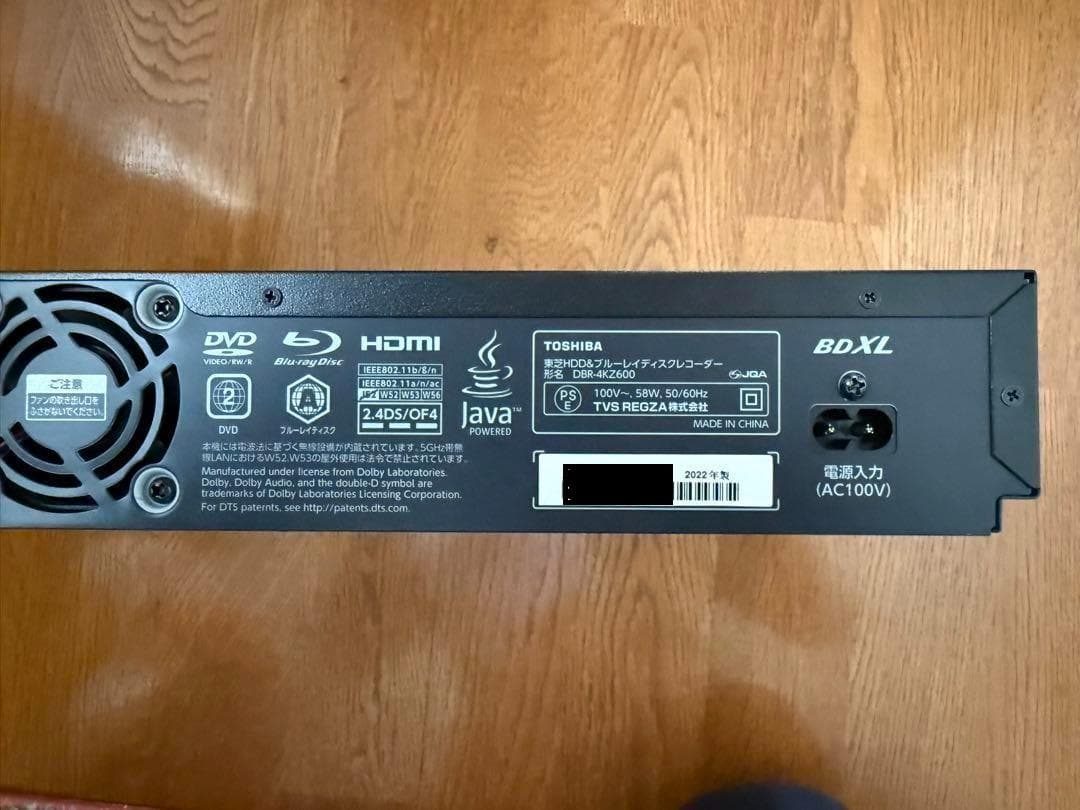 ご注意
ファンの吹き出し口を
ふさがないでください。
DVD
VIDEO/RW/R
Blu-ray Disc
HDMI
2
DVD
A
ブルーレイディスク
IEEE802.11b/g/n
IEEE802.11a/n/ac
W52 W53 W56
2.4DS/OF4
Java™
POWERED
本機には電波法に基づく無線設備が内蔵されています。5GHz帯無
線LANにおけるW52、W53の屋外使用は法令で禁止されています。
Manufactured under license from Dolby Laboratories.
Dolby, Dolby Audio, and the double-D symbol are
trademarks of Dolby Laboratories Licensing Corporation.
For DTS patents, see http://patents.dts.com.
TOSHIBA
東芝HDD&ブルーレイディスクレコーダー
形名 DBR-4KZ600
JQA
PS
E
100V～, 58W, 50/60Hz
TVS REGZA株式会社
MADE IN CHINA
2022年製
BDXL
電源入力
(AC100V)